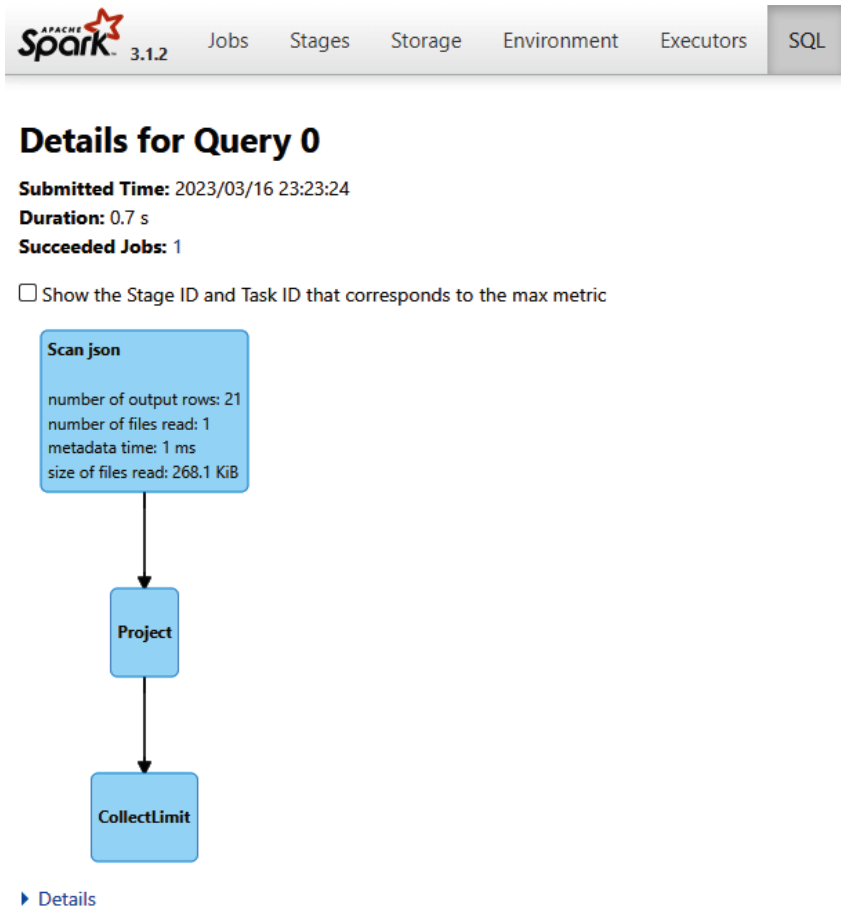 APACHE
Spark™ 3.1.2 Jobs Stages Storage Environment Executors SQL
Details for Query 0
Submitted Time: 2023/03/16 23:23:24
Duration: 0.7 s
Succeeded Jobs: 1
Show the Stage ID and Task ID that corresponds to the max metric
Scan json
number of output rows: 21
number of files read: 1
metadata time: 1 ms
size of files read: 268.1 KiB
Project
CollectLimit
Details